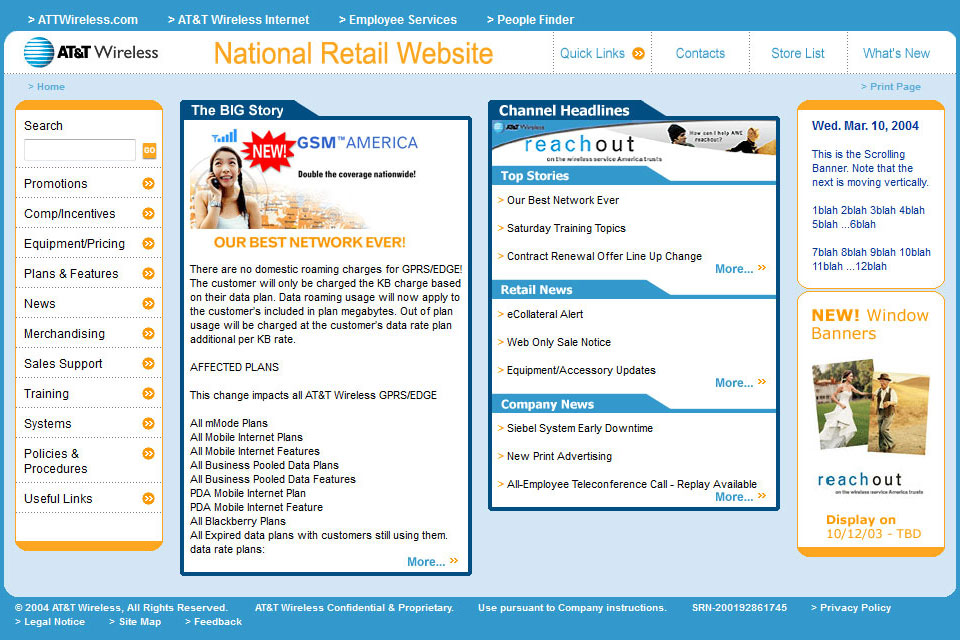 > ATTWireless.com > AT&T Wireless Internet > Employee Services > People Finder
AT&T Wireless
National Retail Website
Quick Links
Contacts
Store List
What's New
> Home
> Print Page
Search
GO
Promotions
Comp/Incentives
Equipment/Pricing
Plans & Features
News
Merchandising
Sales Support
Training
Systems
Policies &
Procedures
Useful Links
The BIG Story
NEW!
GSM™AMERICA
Double the coverage nationwide!
OUR BEST NETWORK EVER!
There are no domestic roaming charges for GPRS/EDGE!
The customer will only be charged the KB charge based
on their data plan. Data roaming usage will now apply to
the customer's included in plan megabytes. Out of plan
usage will be charged at the customer's data rate plan
additional per KB rate.
AFFECTED PLANS
This change impacts all AT&T Wireless GPRS/EDGE
All mMode Plans
All Mobile Internet Plans
All Mobile Internet Features
All Business Pooled Data Plans
All Business Pooled Data Features
PDA Mobile Internet Plan
PDA Mobile Internet Feature
All Blackberry Plans
All Expired data plans with customers still using them.
data rate plans:
More... »
Channel Headlines
AT&T Wireless
reachout
on the wireless service America trusts
How can I help AWE
reachout?
Top Stories
> Our Best Network Ever
> Saturday Training Topics
> Contract Renewal Offer Line Up Change
More... »
Retail News
> eCollateral Alert
> Web Only Sale Notice
> Equipment/Accessory Updates
More... »
Company News
> Siebel System Early Downtime
> New Print Advertising
> All-Employee Teleconference Call - Replay Available
More... »
Wed. Mar. 10, 2004
This is the Scrolling
Banner. Note that the
next is moving vertically.
1blah 2blah 3blah 4blah
5blah ...6blah
7blah 8blah 9blah 10blah
11blah ...12blah
NEW! Window
Banners
reachout
on the wireless service America trusts
Display on
10/12/03 - TBD
© 2004 AT&T Wireless, All Rights Reserved. AT&T Wireless Confidential & Proprietary. Use pursuant to Company instructions. SRN-200192861745 > Privacy Policy
> Legal Notice > Site Map > Feedback